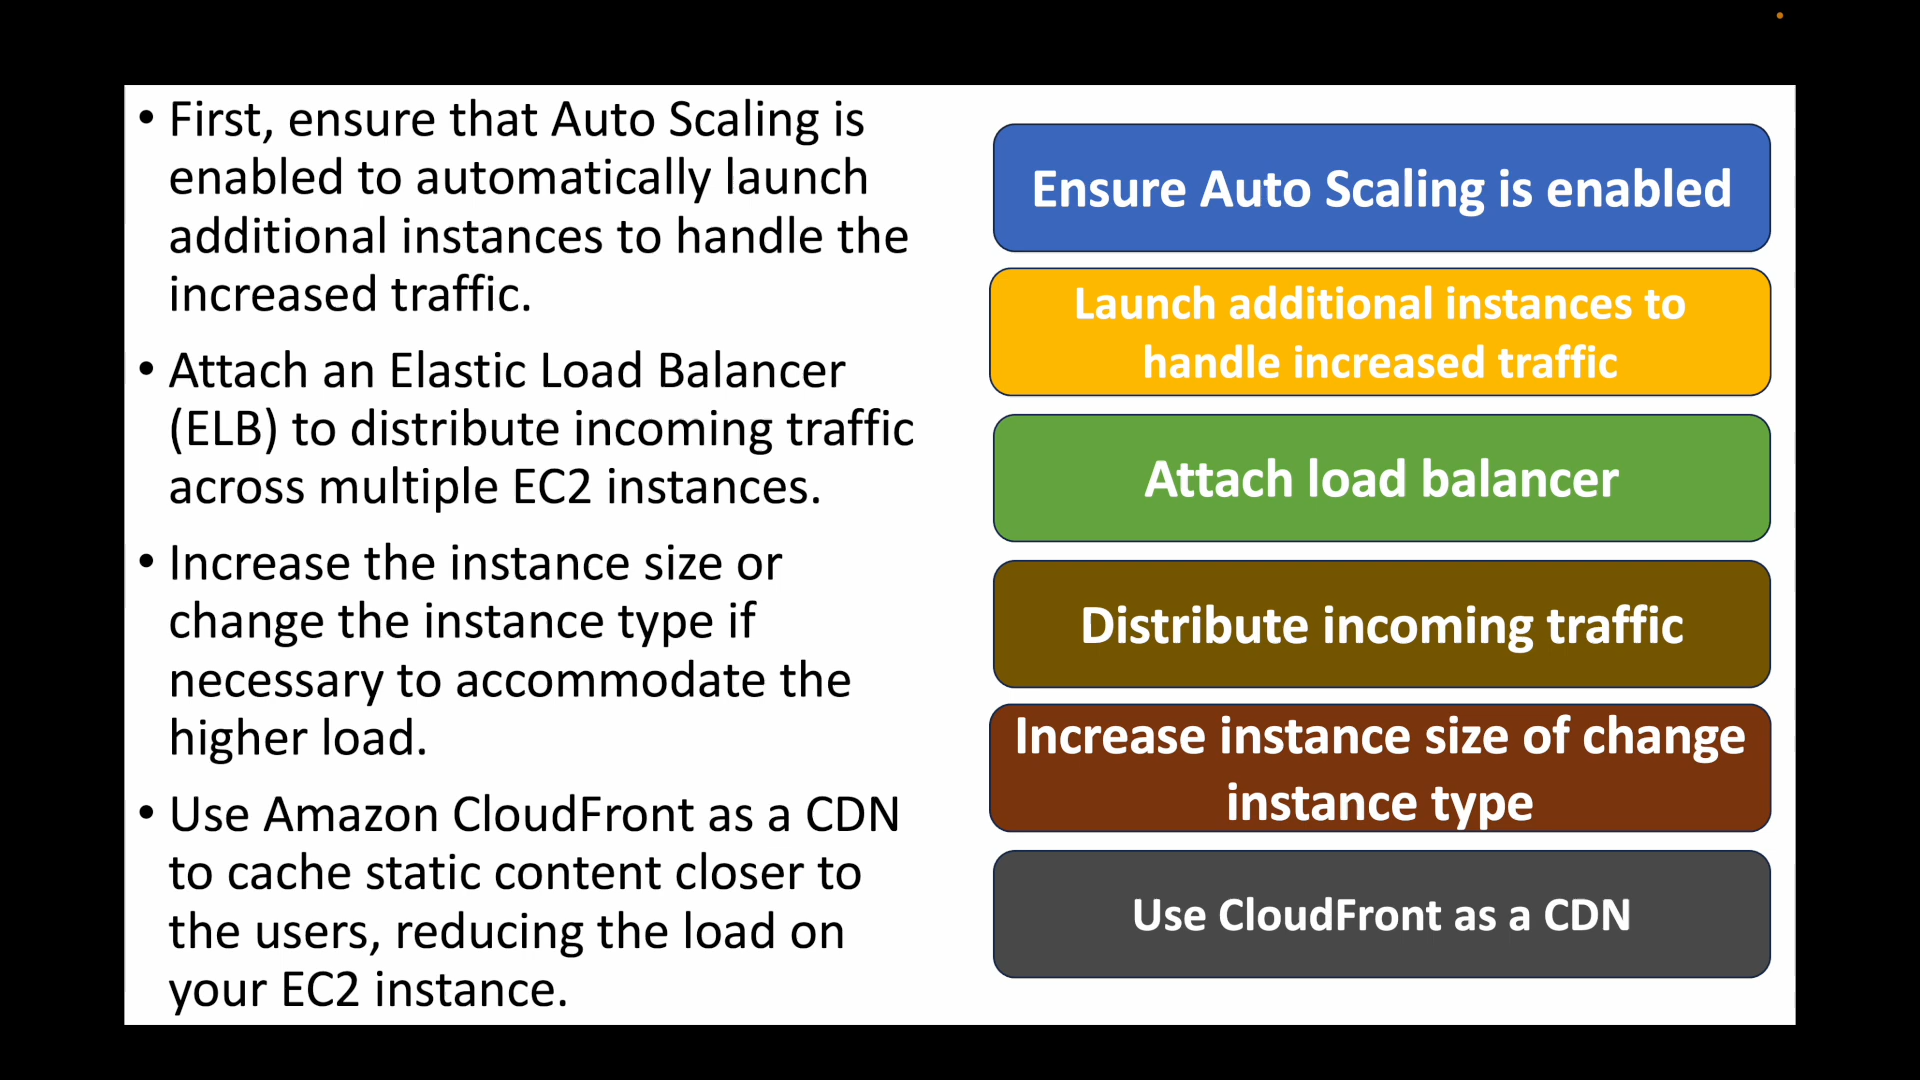 • First, ensure that Auto Scaling is
enabled to automatically launch
additional instances to handle the
increased traffic.
• Attach an Elastic Load Balancer
(ELB) to distribute incoming traffic
across multiple EC2 instances.
• Increase the instance size or
change the instance type if
necessary to accommodate the
higher load.
• Use Amazon CloudFront as a CDN
to cache static content closer to
the users, reducing the load on
your EC2 instance.
Ensure Auto Scaling is enabled
Launch additional instances to
handle increased traffic
Attach load balancer
Distribute incoming traffic
Increase instance size of change
instance type
Use CloudFront as a CDN